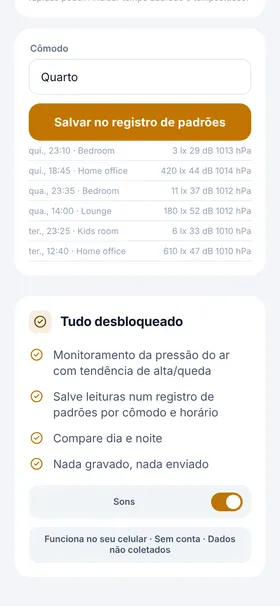 Cômodo
Quarto
Salvar no registro de padrões
qui., 23:10 · Bedroom 3 lx 29 dB 1013 hPa
qui., 18:45 · Home office 420 lx 44 dB 1014 hPa
qua., 23:35 · Bedroom 11 lx 37 dB 1012 hPa
qua., 14:00 · Lounge 180 lx 52 dB 1012 hPa
ter., 23:25 · Kids room 6 lx 33 dB 1010 hPa
ter., 12:40 · Home office 610 lx 47 dB 1010 hPa
Tudo desbloqueado
Monitoramento da pressão do ar
com tendência de alta/queda
Salve leituras num registro de
padrões por cômodo e horário
Compare dia e noite
Nada gravado, nada enviado
Sons
Funciona no seu celular · Sem conta · Dados
não coletados